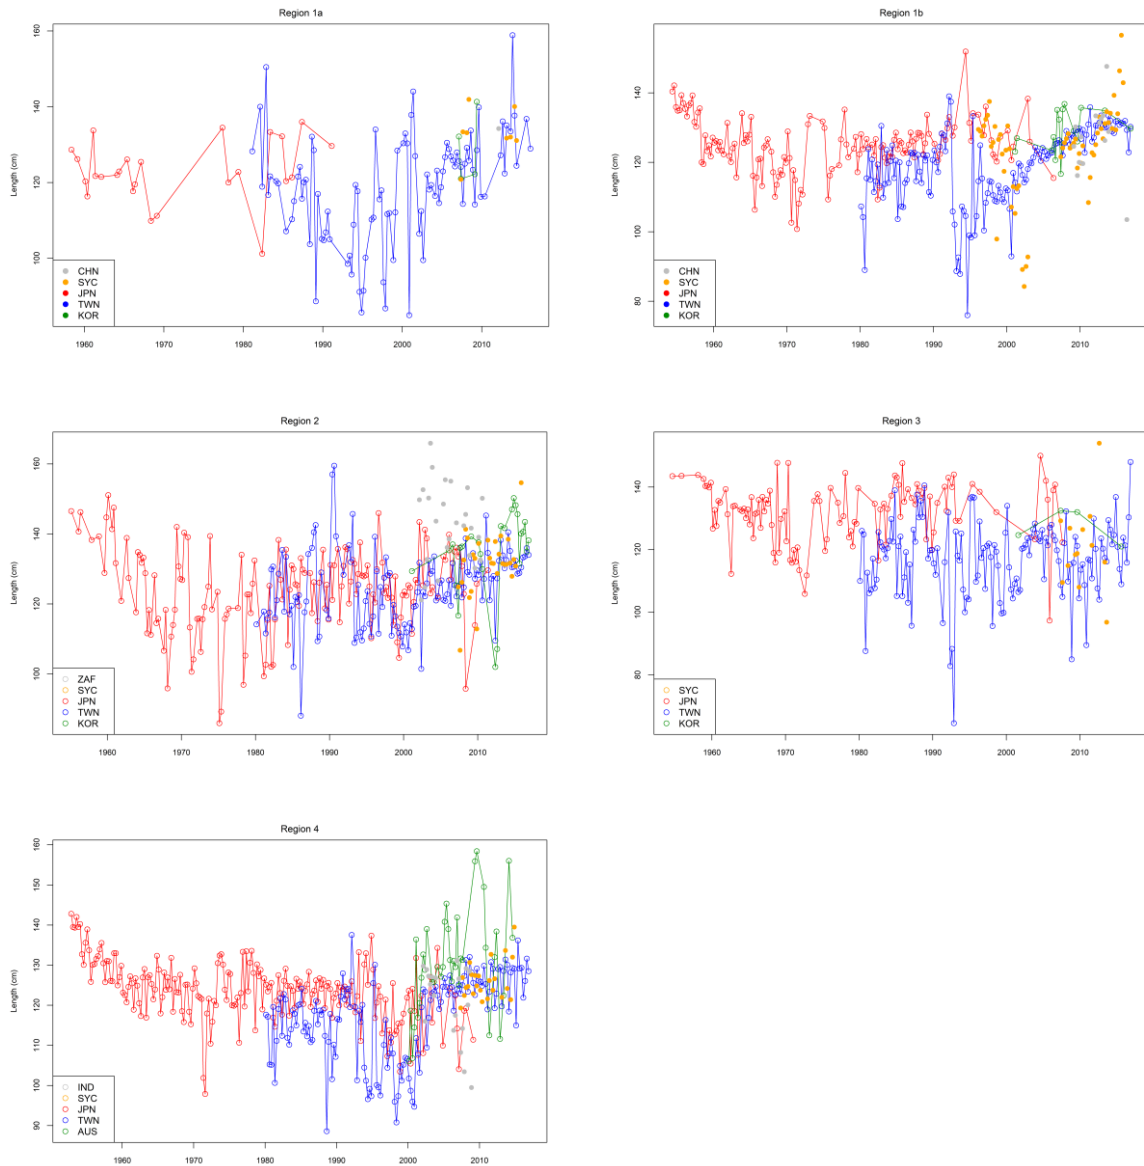 Region 1a
Length (cm)
160
140
120
100
CHN
SYC
JPN
TWN
KOR
1960 1970 1980 1990 2000 2010
Region 1b
Length (cm)
140
120
100
80
CHN
SYC
JPN
TWN
KOR
1960 1970 1980 1990 2000 2010
Region 2
Length (cm)
160
140
120
100
ZAF
SYC
JPN
TWN
KOR
1960 1970 1980 1990 2000 2010
Region 3
Length (cm)
140
120
100
80
SYC
JPN
TWN
KOR
1960 1970 1980 1990 2000 2010
Region 4
Length (cm)
160
150
140
130
120
110
100
90
IND
SYC
JPN
TWN
AUS
1960 1970 1980 1990 2000 2010